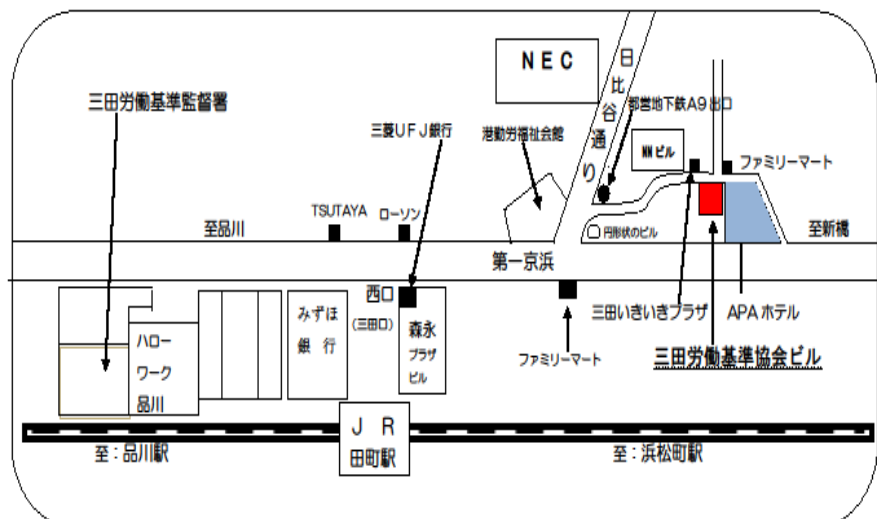 NEC
日比谷通り
三田労働基準監督署
三菱UFJ銀行
港勤労福祉会館
都営地下鉄A9出口
NNビル
ファミリーマート
TSUTAYA
ローソン
至品川
円形状のビル
至新橋
第一京浜
西口
(三田口)
みずほ
銀 行
森永
プラザ
ビル
ハロー
ワーク
品川
ファミリーマート
三田いきいきプラザ
APAホテル
三田労働基準協会ビル
J R
田町駅
至:品川駅
至:浜松町駅